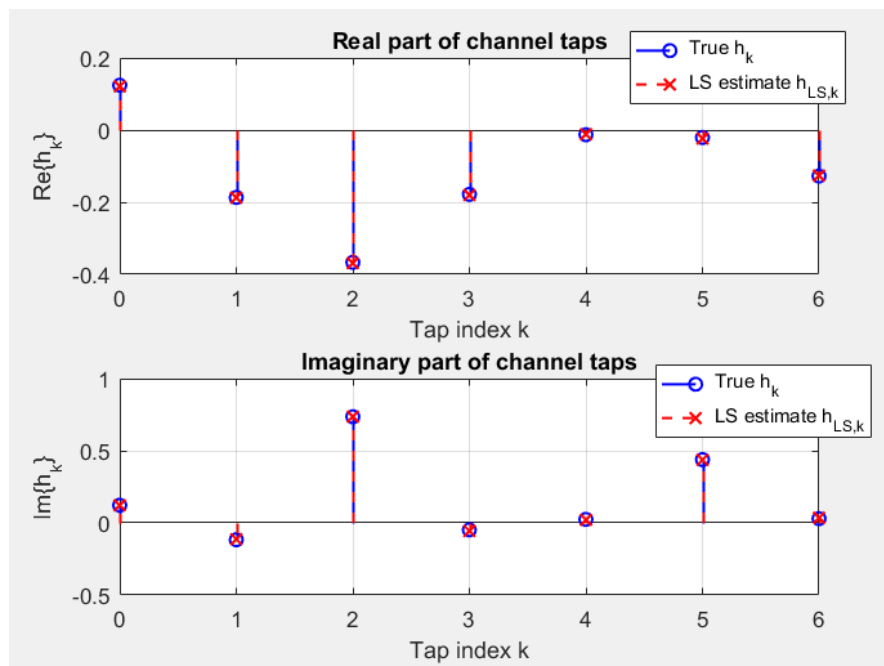 Real part of channel taps
True h_k
LS estimate h_LS,k
Re{h_k}
0.2
0
-0.2
-0.4
0 1 2 3 4 5 6
Tap index k
Imaginary part of channel taps
True h_k
LS estimate h_LS,k
Im{h_k}
1
0.5
0
-0.5
0 1 2 3 4 5 6
Tap index k